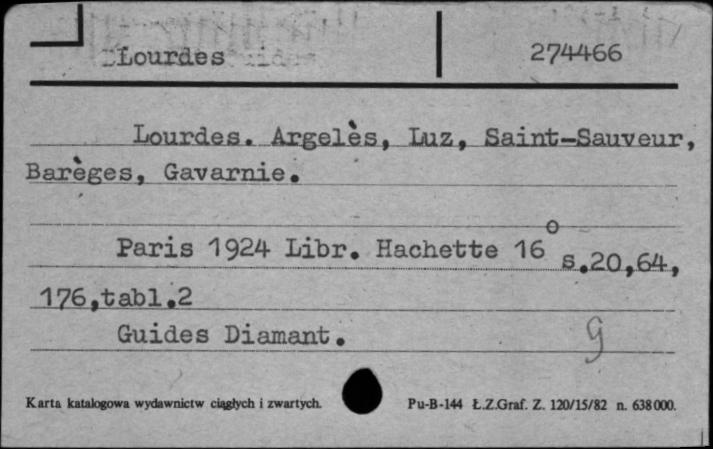 Lourdes 274466
Lourdes. Argelès, Luz, Saint-Sauveur,
Barèges, Gavarnie.
Paris 1924 Libr. Hachette 16° s.20,64,
176,tabl.2
Guides Diamant. g
Karta katalogowa wydawnictw ciągłych i zwartych. Pu-B-144 Ł.Z.Graf. Z. 120/15/82 n. 638000.